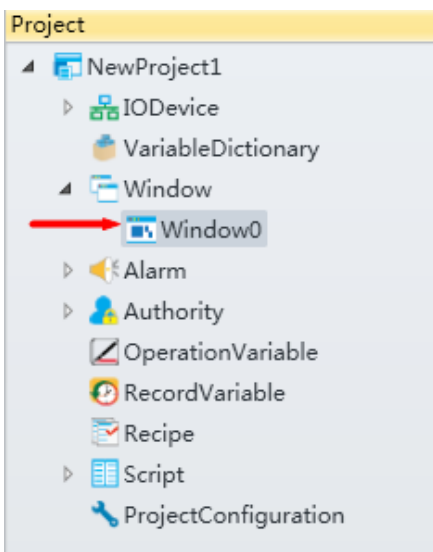 Project
NewProject1
IODevice
VariableDictionary
Window
Window0
Alarm
Authority
OperationVariable
RecordVariable
Recipe
Script
ProjectConfiguration